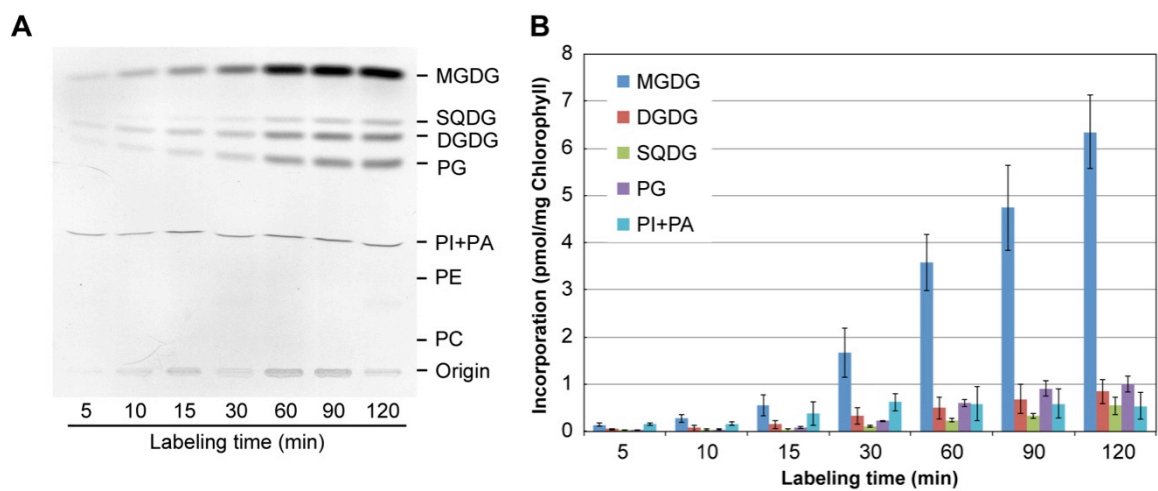 A
MGDG
SQDG
DGDG
PG
PI+PA
PE
PC
Origin
5 10 15 30 60 90 120
Labeling time (min)
B
Incorporation (pmol/mg Chlorophyll)
8
7
6
5
4
3
2
1
0
MGDG
DGDG
SQDG
PG
PI+PA
5 10 15 30 60 90 120
Labeling time (min)